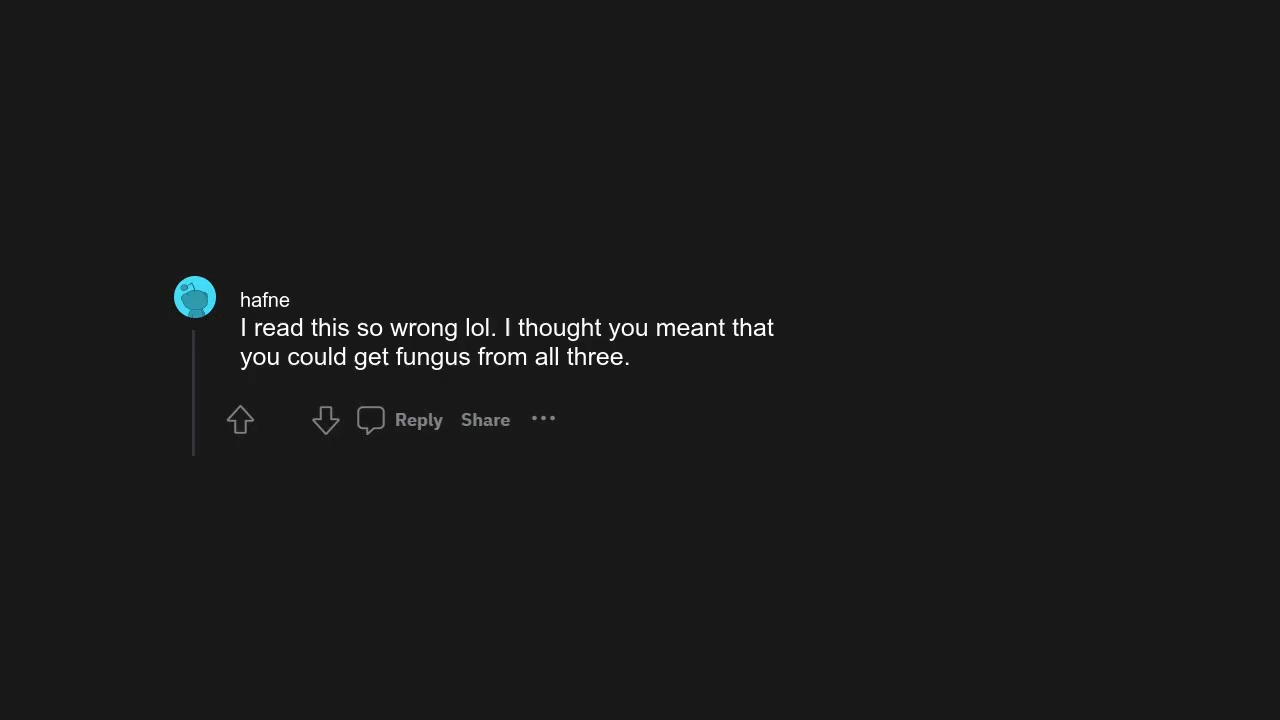 hafne
I read this so wrong lol. I thought you meant that
you could get fungus from all three.
Reply Share